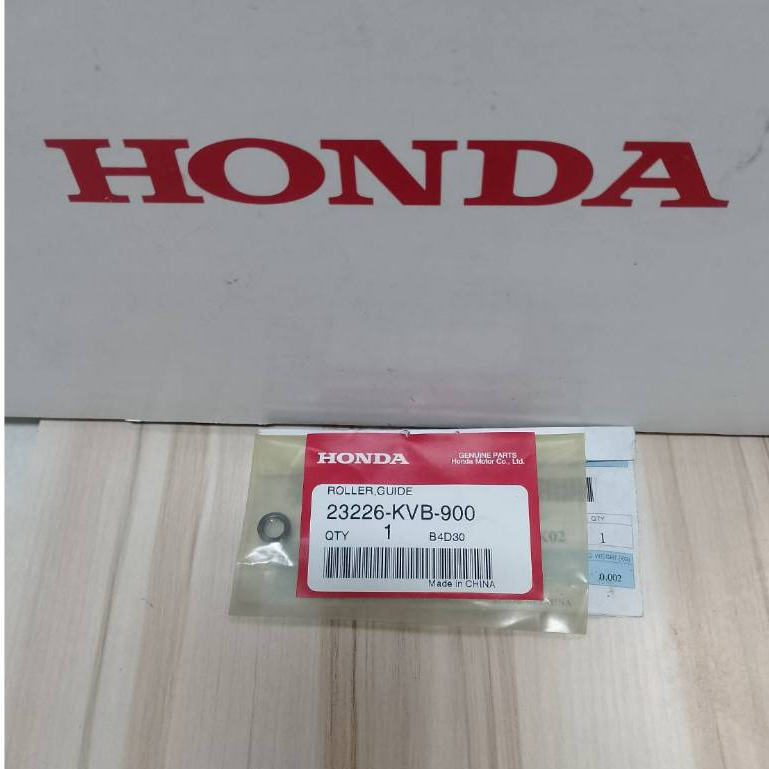 HONDA
HONDA
GENUINE PARTS
Honda Motor Co., Ltd.
ROLLER,GUIDE
23226-KVB-900
QTY 1 B4D30
Made in CHINA
QTY
1
0.002